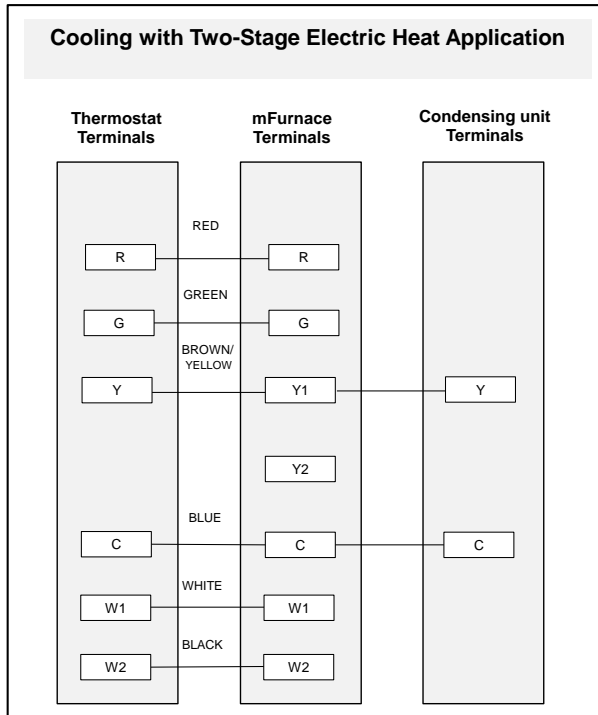 Cooling with Two-Stage Electric Heat Application
Thermostat
Terminals
mFurnace
Terminals
Condensing unit
Terminals
RED
R
R
GREEN
G
G
BROWN/
YELLOW
Y
Y1
Y
Y2
BLUE
C
C
C
WHITE
W1
W1
BLACK
W2
W2